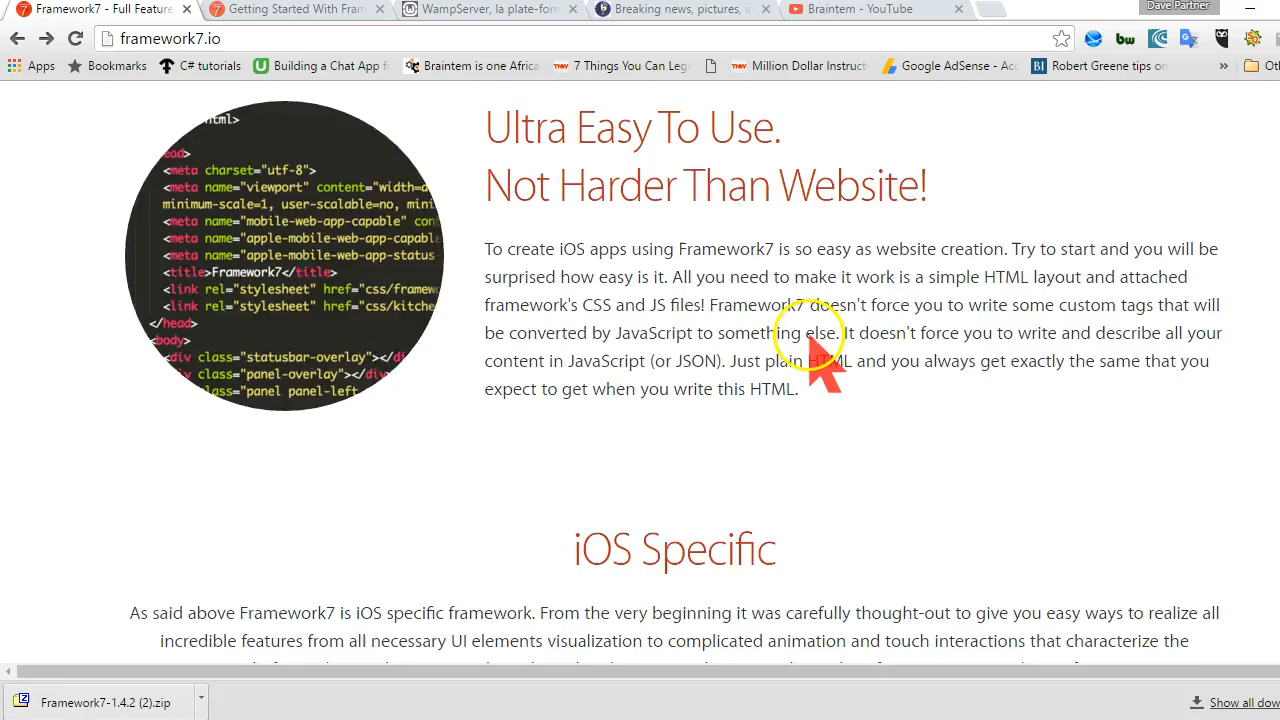 Framework7 - Full Feature
Getting Started With Fram
WampServer, la plate-for
Breaking news, pictures, v
Braintem - YouTube
Dave Partner
framework7.io
Apps
Bookmarks
C# tutorials
Building a Chat App f
Braintem is one Africa
7 Things You Can Leg
Million Dollar Instruct
Google AdSense - Ac
Robert Greene tips on
»
Ot
html>
ead>
<meta charset="utf-8">
<meta name="viewport" content="width=d
minimum-scale=1, user-scalable=no, mini
<meta name="mobile-web-app-capable" con
<meta name="apple-mobile-web-app-capabl
<meta name="apple-mobile-web-app-status
<title>Framework7</title>
<link rel="stylesheet" href="css/framew
<link rel="stylesheet" href="css/kitche
</head>
<body>
<div class="statusbar-overlay"></di
<div class="panel-overlay"></div>
class="panel panel-left
Ultra Easy To Use.
Not Harder Than Website!
To create iOS apps using Framework7 is so easy as website creation. Try to start and you will be
surprised how easy is it. All you need to make it work is a simple HTML layout and attached
framework's CSS and JS files! Framework7 doesn't force you to write some custom tags that will
be converted by JavaScript to something else. It doesn't force you to write and describe all your
content in JavaScript (or JSON). Just plain HTML and you always get exactly the same that you
expect to get when you write this HTML.
iOS Specific
As said above Framework7 is iOS specific framework. From the very beginning it was carefully thought-out to give you easy ways to realize all
incredible features from all necessary UI elements visualization to complicated animation and touch interactions that characterize the
Framework7-1.4.2 (2).zip
Show all dow